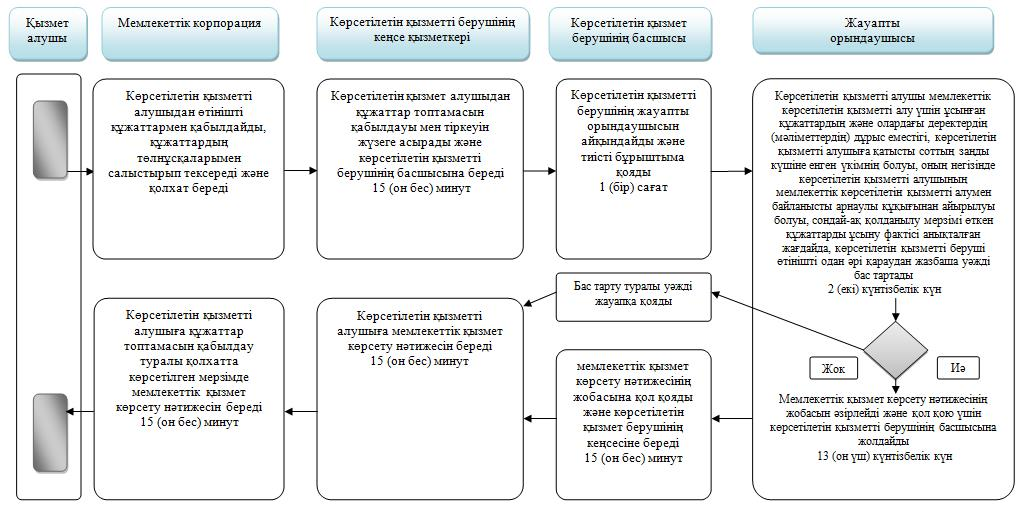 Қызмет
алушы
Мемлекеттік корпорация
Көрсетілетін қызметті берушінің
кеңсе қызметкері
Көрсетілетін қызмет
берушінің басшысы
Жауапты
орындаушысы
Көрсетілетін қызметті
алушыдан өтінішті
құжаттармен қабылдайды,
құжаттардың
төлнұсқаларымен
салыстырып тексереді және
қолхат береді
Көрсетілетін қызмет алушыдан
құжаттар топтамасын
қабылдауы мен тіркеуін
жүзеге асырады және
көрсетілетін қызметті
берушінің басшысына береді
15 (он бес) минут
Көрсетілетін қызметті
берушінің жауапты
орындаушысын
айқындайды және
тиісті бұрыштыма
қояды
1 (бір) сағат
Көрсетілетін қызметті алушы мемлекеттік
көрсетілетін қызметті алу үшін ұсынған
құжаттардың және олардағы деректердің
(мәліметтердің) дұрыс еместігі, көрсетілетін
қызметті алушыға қатысты соттың заңды
күшіне енген үкімнің болуы, оның негізінде
көрсетілетін қызметті алушының
мемлекеттік көрсетілетін қызметті алумен
байланысты арнаулы құқығынан айырылуы
болуы, сондай-ақ қолданылу мерзімі өткен
құжаттарды ұсыну фактісі анықталған
жағдайда, көрсетілетін қызметті беруші
өтінішті одан әрі қараудан жазбаша уәжді
бас тартады
2 (екі) күнтізбелік күн
Бас тарту туралы уәжді
жауапқа қояды
Көрсетілетін қызметті
алушыға құжаттар
топтамасын қабылдау
туралы қолхатта
көрсетілген мерзімде
мемлекеттік қызмет
көрсету нәтижесін береді
15 (он бес) минут
Көрсетілетін қызметті
алушыға мемлекеттік қызмет
көрсету нәтижесін береді
15 (он бес) минут
мемлекеттік қызмет
көрсету нәтижесінің
жобасына қол қояды
және көрсетілетін
қызмет берушінің
кеңсесіне береді
15 (он бес) минут
Жок
Иә
Мемлекеттік қызмет көрсету нәтижесінің
жобасын әзірлейді және қол қою үшін
көрсетілетін қызметті берушінің басшысына
жолдайды
13 (он үш) күнтізбелік күн